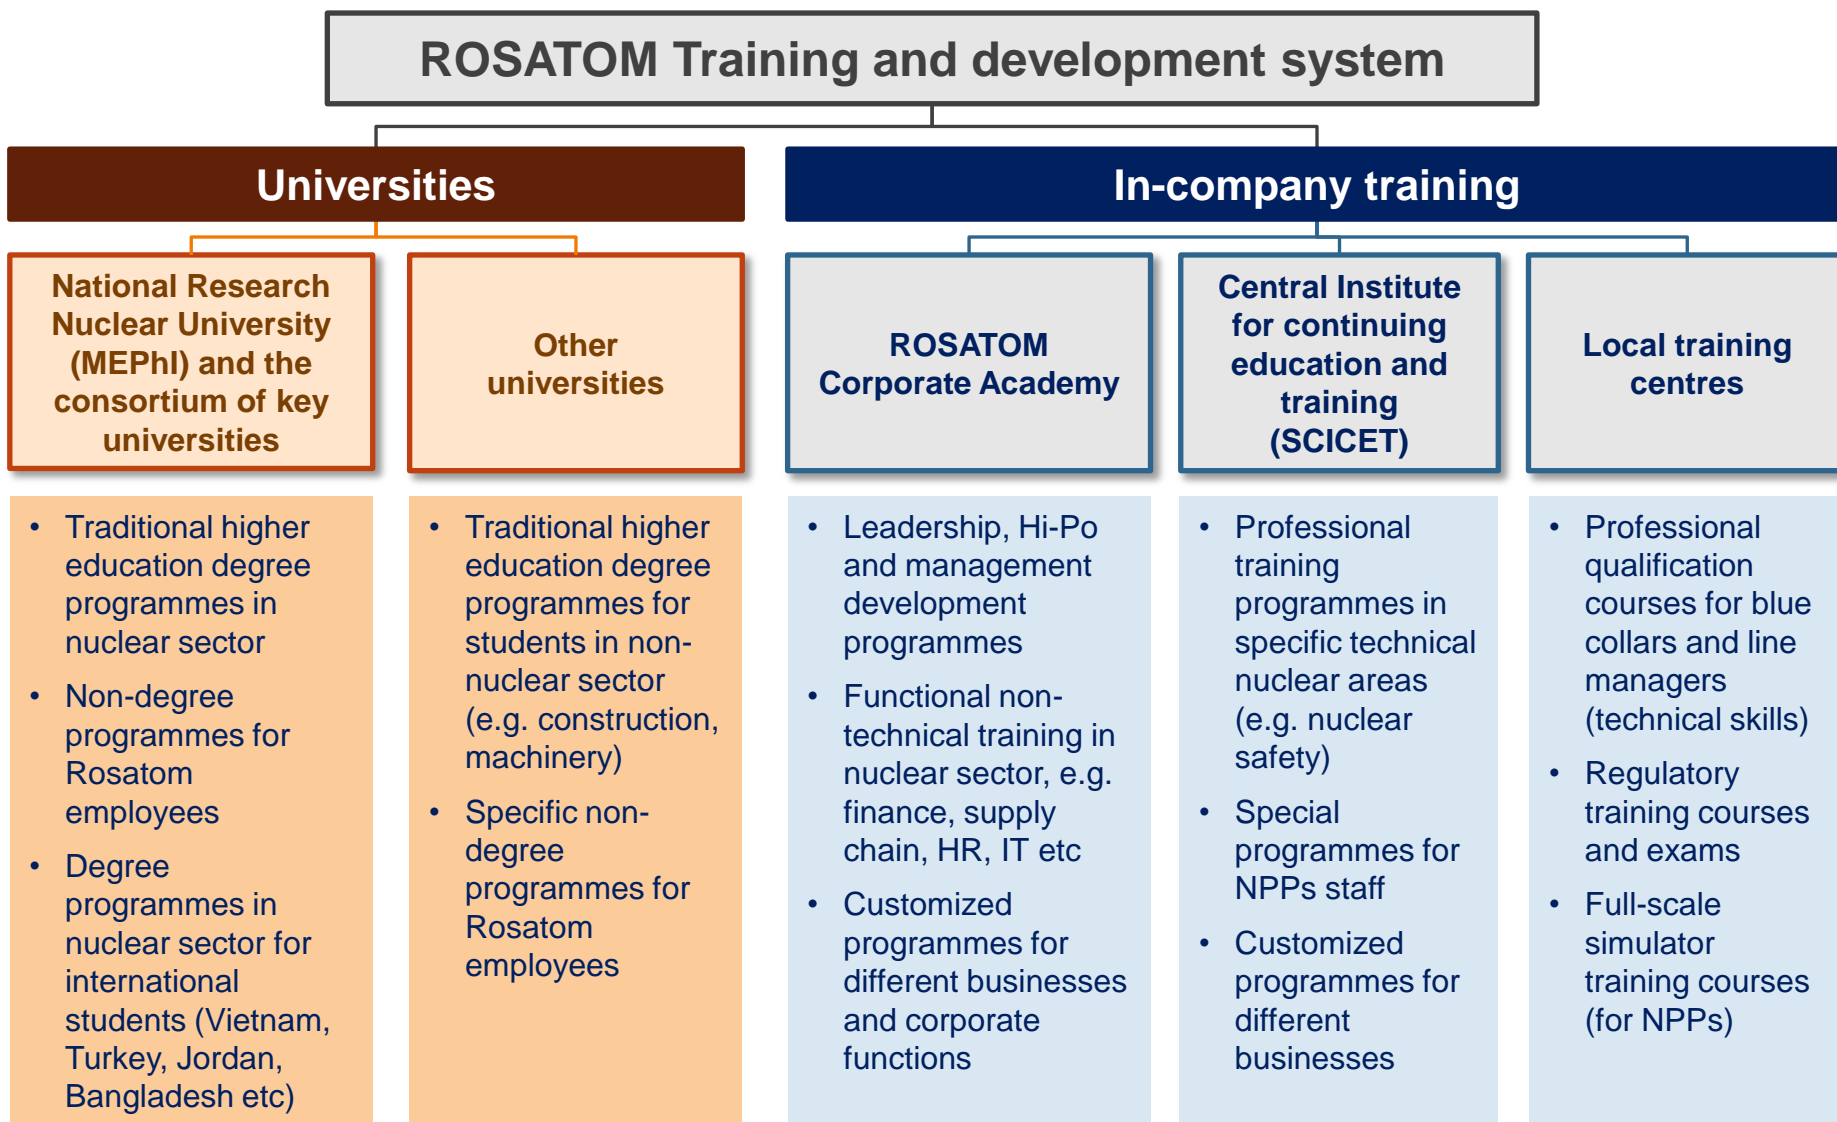 ROSATOM Training and development system
Universities
In-company training
National Research
Nuclear University
(MEPhI) and the
consortium of key
universities
Other
universities
ROSATOM
Corporate Academy
Central Institute
for continuing
education and
training
(SCICET)
Local training
centres
• Traditional higher
education degree
programmes in
nuclear sector
• Non-degree
programmes for
Rosatom
employees
• Degree
programmes in
nuclear sector for
international
students (Vietnam,
Turkey, Jordan,
Bangladesh etc)
• Traditional higher
education degree
programmes for
students in non-
nuclear sector
(e.g. construction,
machinery)
• Specific non-
degree
programmes for
Rosatom
employees
• Leadership, Hi-Po
and management
development
programmes
• Functional non-
technical training in
nuclear sector, e.g.
finance, supply
chain, HR, IT etc
• Customized
programmes for
different businesses
and corporate
functions
• Professional
training
programmes in
specific technical
nuclear areas
(e.g. nuclear
safety)
• Special
programmes for
NPPs staff
• Customized
programmes for
different
businesses
• Professional
qualification
courses for blue
collars and line
managers
(technical skills)
• Regulatory
training courses
and exams
• Full-scale
simulator
training courses
(for NPPs)